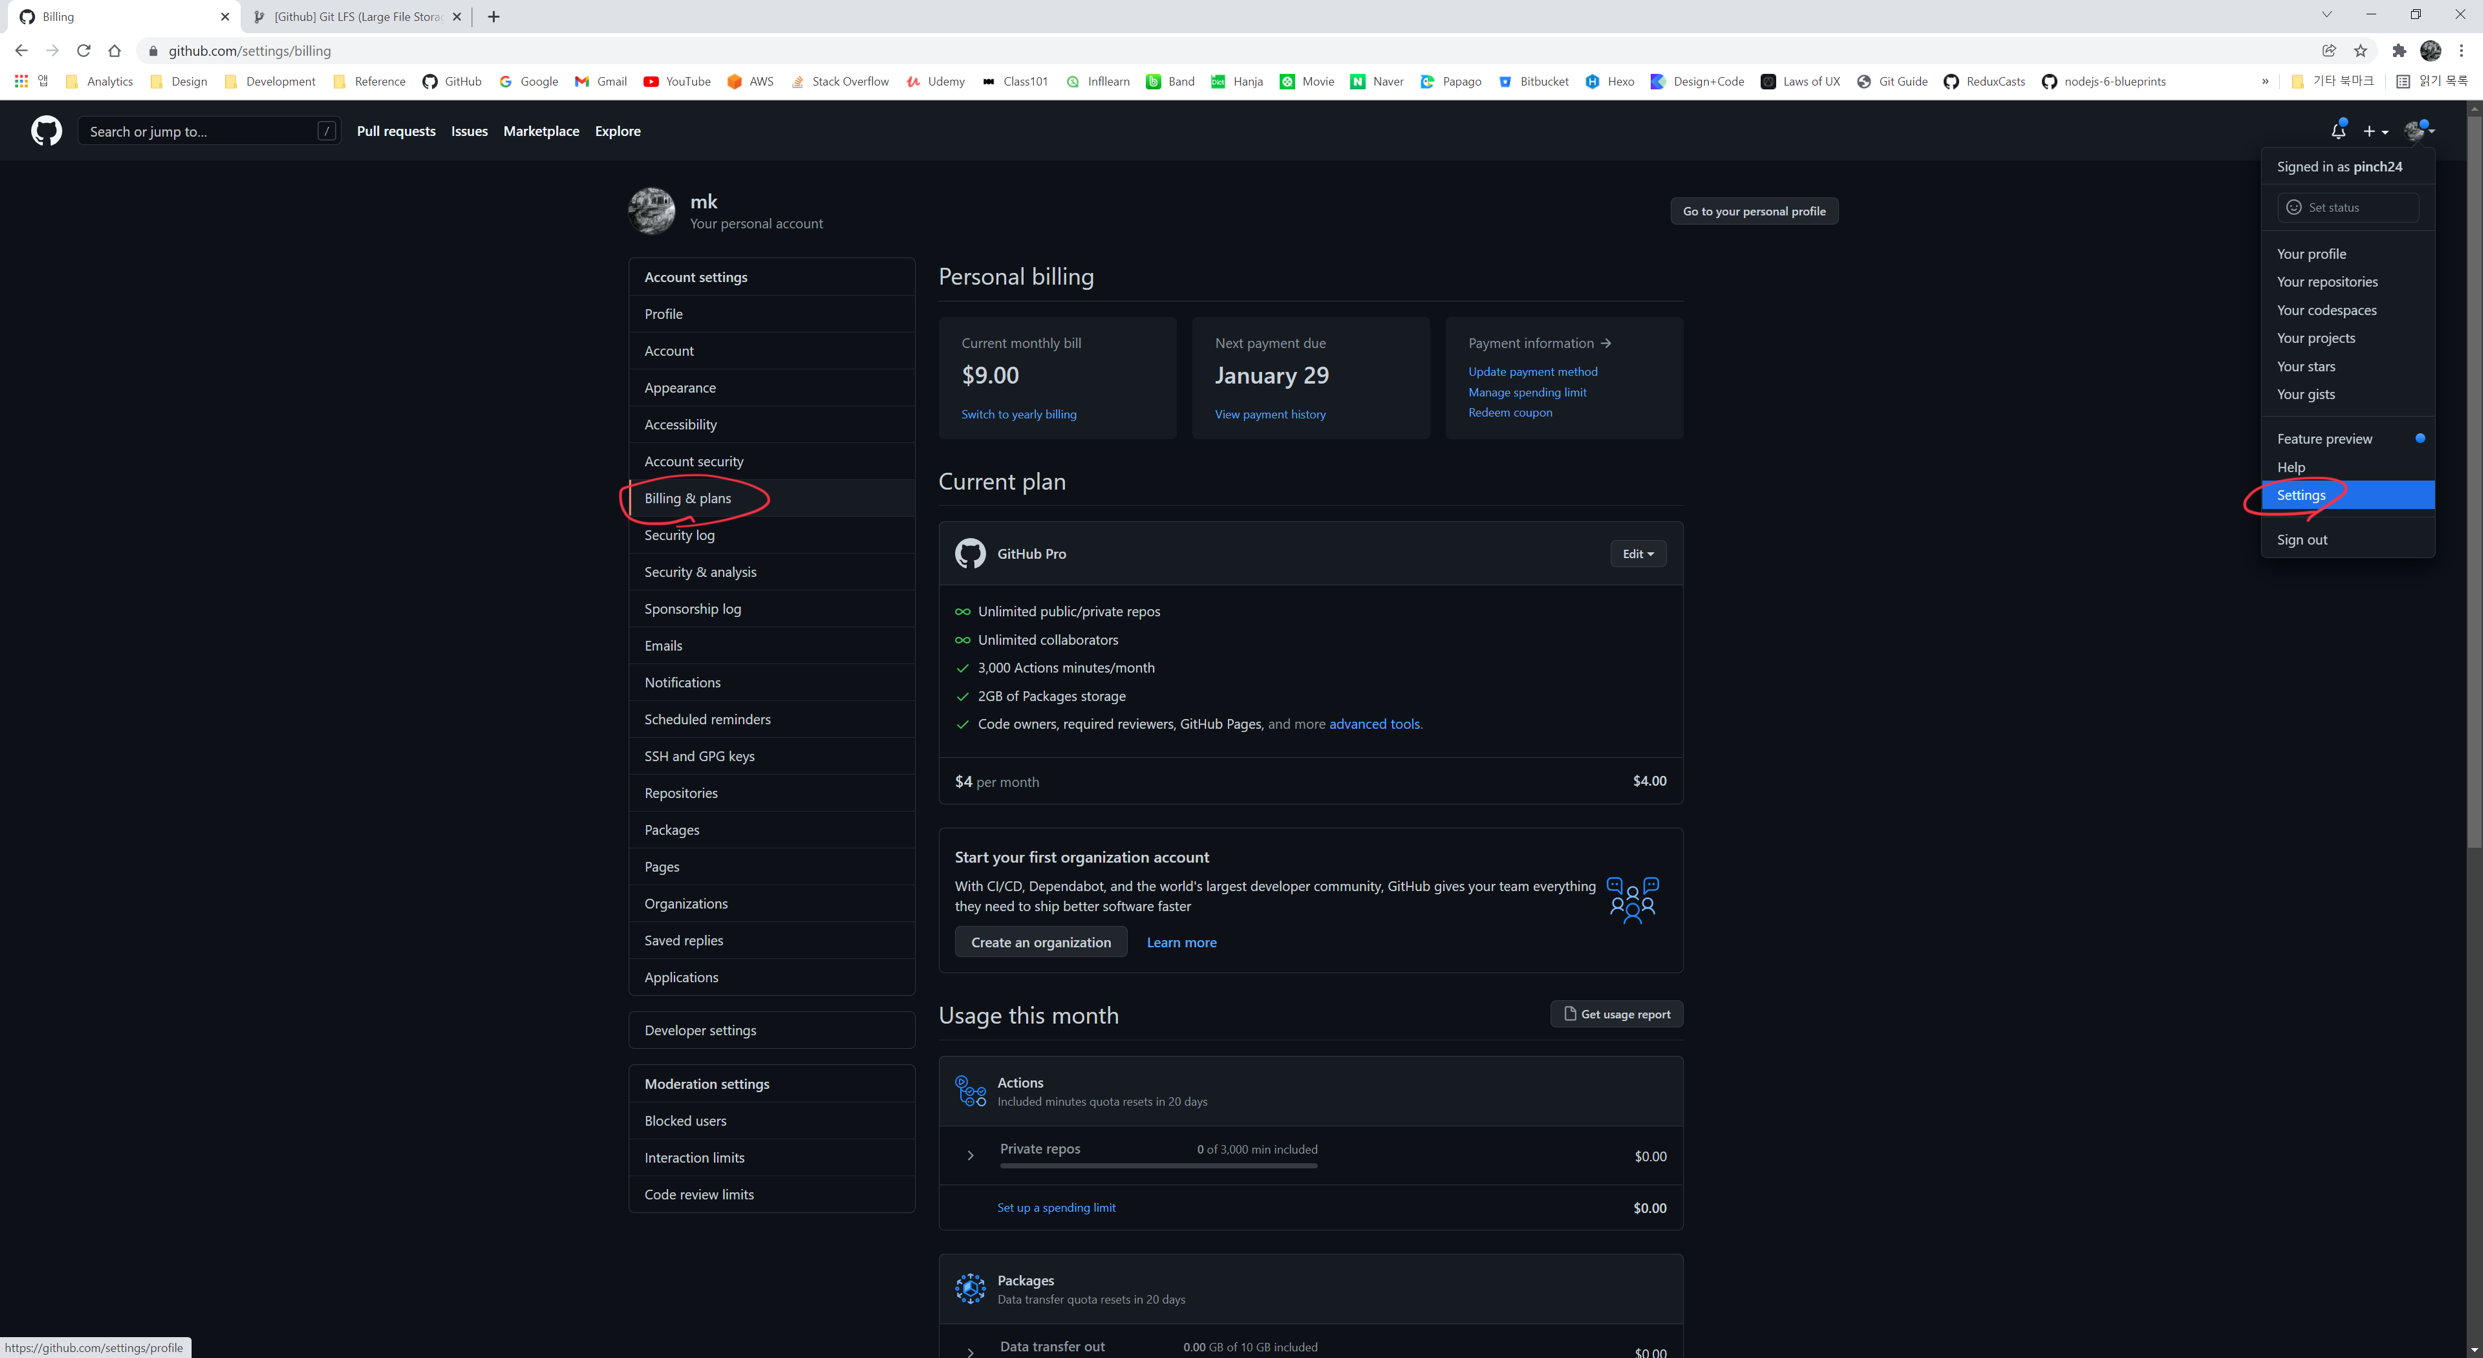 Billing
[Github] Git LFS (Large File Stora
github.com/settings/billing
앱
Analytics
Design
Development
Reference
GitHub
Google
Gmail
YouTube
AWS
Stack Overflow
Udemy
Class101
Inflearn
Band
Hanja
Movie
Naver
Papago
Bitbucket
Hexo
Design+Code
Laws of UX
Git Guide
ReduxCasts
nodejs-6-blueprints
»
기타 북마크
읽기 목록
Search or jump to...
/
Pull requests
Issues
Marketplace
Explore
Signed in as pinch24
Set status
Your profile
Your repositories
Your codespaces
Your projects
Your stars
Your gists
Feature preview
Help
Settings
Sign out
mk
Your personal account
Go to your personal profile
Account settings
Profile
Account
Appearance
Accessibility
Account security
Billing & plans
Security log
Security & analysis
Sponsorship log
Emails
Notifications
Scheduled reminders
SSH and GPG keys
Repositories
Packages
Pages
Organizations
Saved replies
Applications
Developer settings
Moderation settings
Blocked users
Interaction limits
Code review limits
Personal billing
Current monthly bill
$9.00
Switch to yearly billing
Next payment due
January 29
View payment history
Payment information →
Update payment method
Manage spending limit
Redeem coupon
Current plan
GitHub Pro
Edit
Unlimited public/private repos
Unlimited collaborators
3,000 Actions minutes/month
2GB of Packages storage
Code owners, required reviewers, GitHub Pages, and more advanced tools.
$4 per month
$4.00
Start your first organization account
With CI/CD, Dependabot, and the world's largest developer community, GitHub gives your team everything
they need to ship better software faster
Create an organization
Learn more
Usage this month
Get usage report
Actions
Included minutes quota resets in 20 days
Private repos
0 of 3,000 min included
$0.00
Set up a spending limit
$0.00
Packages
Data transfer quota resets in 20 days
Data transfer out
0.00 GB of 10 GB included
$0.00
https://github.com/settings/profile